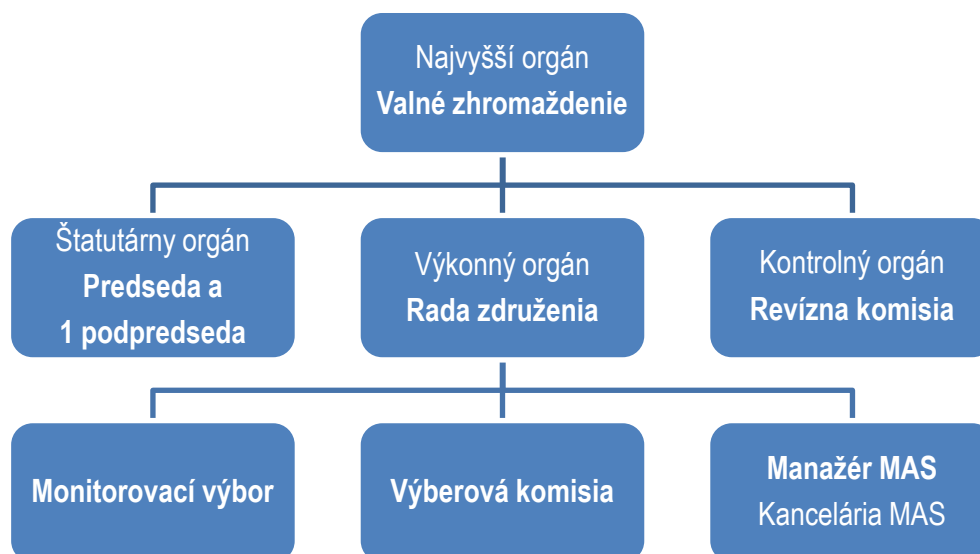 Najvyšší orgán
Valné zhromaždenie
Štatutárny orgán
Predseda a
1 podpredseda
Výkonný orgán
Rada združenia
Kontrolný orgán
Revízna komisia
Monitorovací výbor
Výberová komisia
Manažér MAS
Kancelária MAS